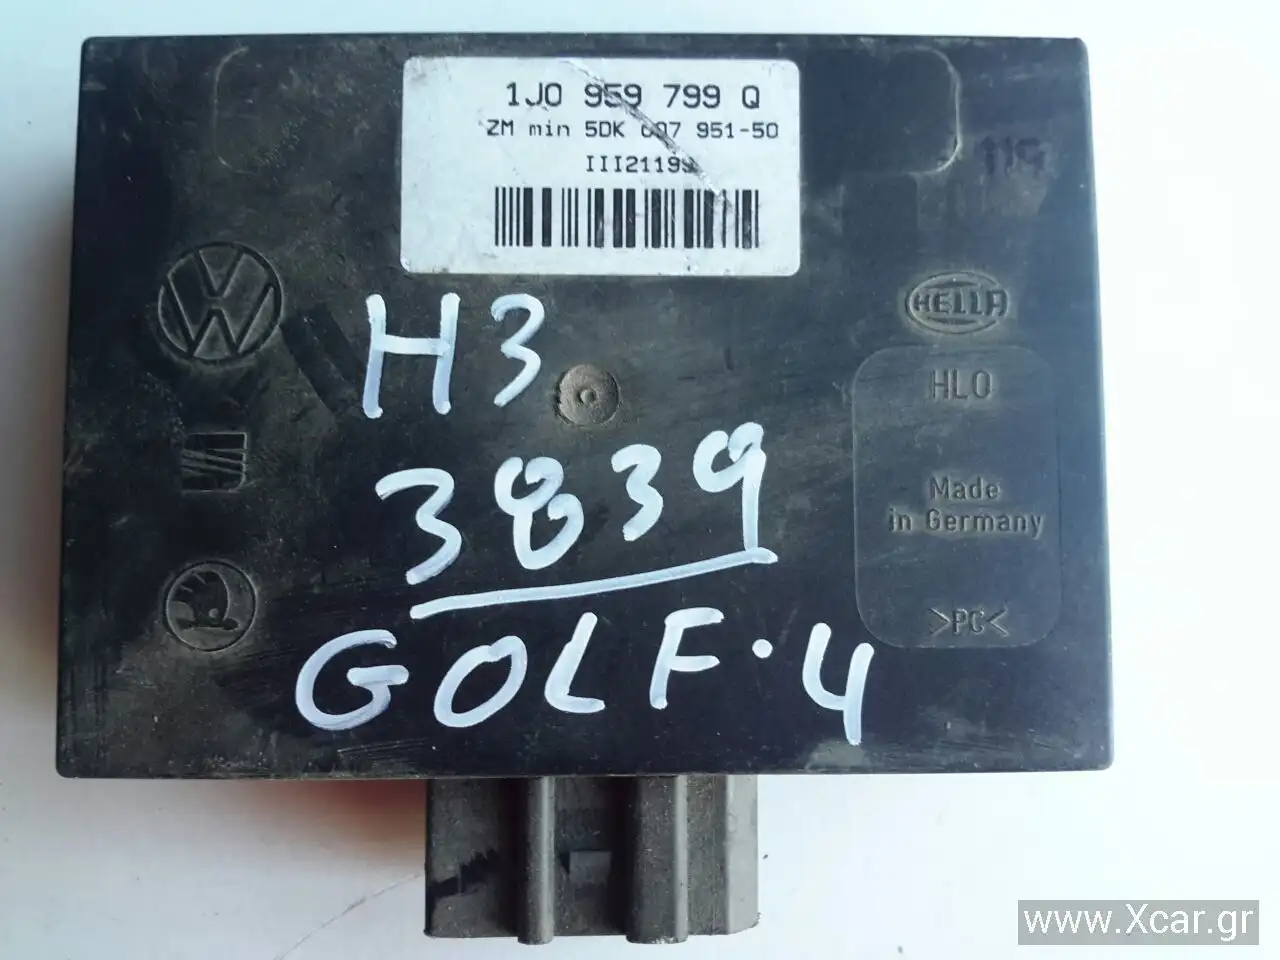 1J0 959 799 Q
ZM min 5DK 007 951-50
III21199
119
HELLA
H3
HLO
3839
Made
in Germany
GOLF.4
>PC<
www.Xcar.gr